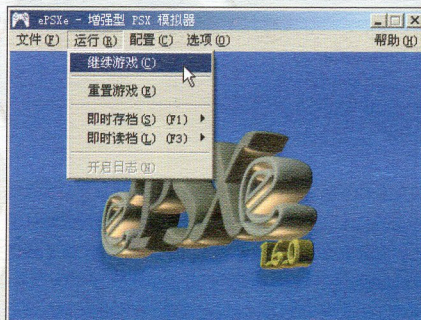 ePSXe - 增强型 PSX 模拟器
文件(F) 运行(R) 配置(C) 选项(O) 帮助(H)
继续游戏(C)
重置游戏(E)
即时存档(S) (F1)
即时读档(L) (F3)
开启日志(N)
ePSXe
1.6.0